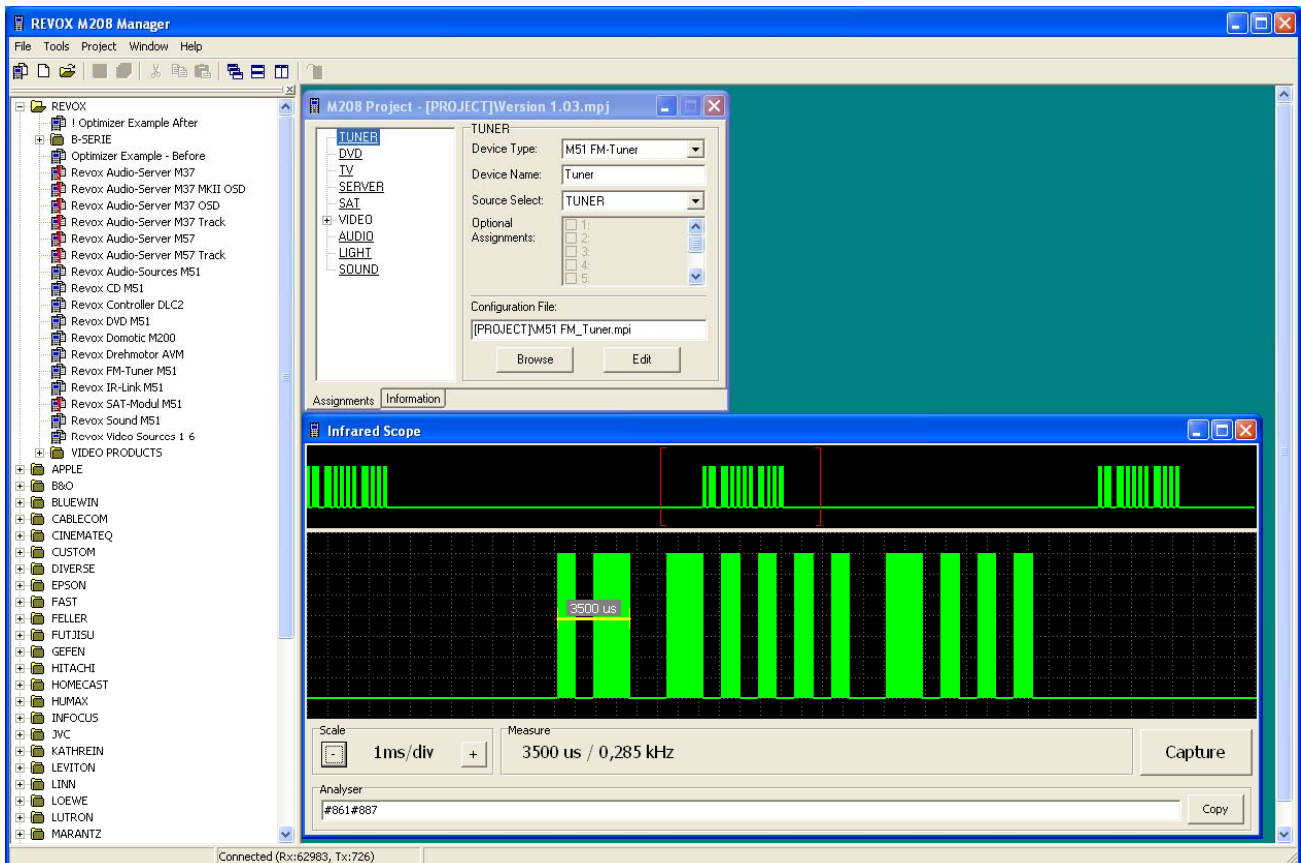 REVOX M208 Manager
File Tools Project Window Help
REVOX
! Optimizer Example After
B-SERIE
Optimizer Example - Before
Revox Audio-Server M37
Revox Audio-Server M37 MKII OSD
Revox Audio-Server M37 OSD
Revox Audio-Server M37 Track
Revox Audio-Server M57
Revox Audio-Server M57 Track
Revox Audio-Sources M51
Revox CD M51
Revox Controller DLC2
Revox DVD M51
Revox Domotic M200
Revox Drehmotor AVM
Revox FM-Tuner M51
Revox IR-Link M51
Revox SAT-Modul M51
Revox Sound M51
Revox Video Sources 1 6
VIDEO PRODUCTS
APPLE
B&O
BLUEWIN
CABLECOM
CINEMATEQ
CUSTOM
DIVERSE
EPSON
FAST
FELLER
FUTJISU
GEFEN
HITACHI
HOMECAST
HUMAX
INFOCUS
JVC
KATHREIN
LEVITON
LINN
LOEWE
LUTRON
MARANTZ
M208 Project - [PROJECT]\Version 1.03.mpj
TUNER
DVD
TV
SERVER
SAT
VIDEO
AUDIO
LIGHT
SOUND
TUNER
Device Type: M51 FM-Tuner
Device Name: Tuner
Source Select: TUNER
Optional Assignments:
1:
2:
3:
4:
5:
Configuration File:
[PROJECT]\M51 FM_Tuner.mpi
Browse Edit
Assignments Information
Infrared Scope
3500 us
Scale
- 1ms/div +
Measure
3500 us / 0,285 kHz
Capture
Analyser
#861#887
Copy
Connected (Rx:62983, Tx:726)